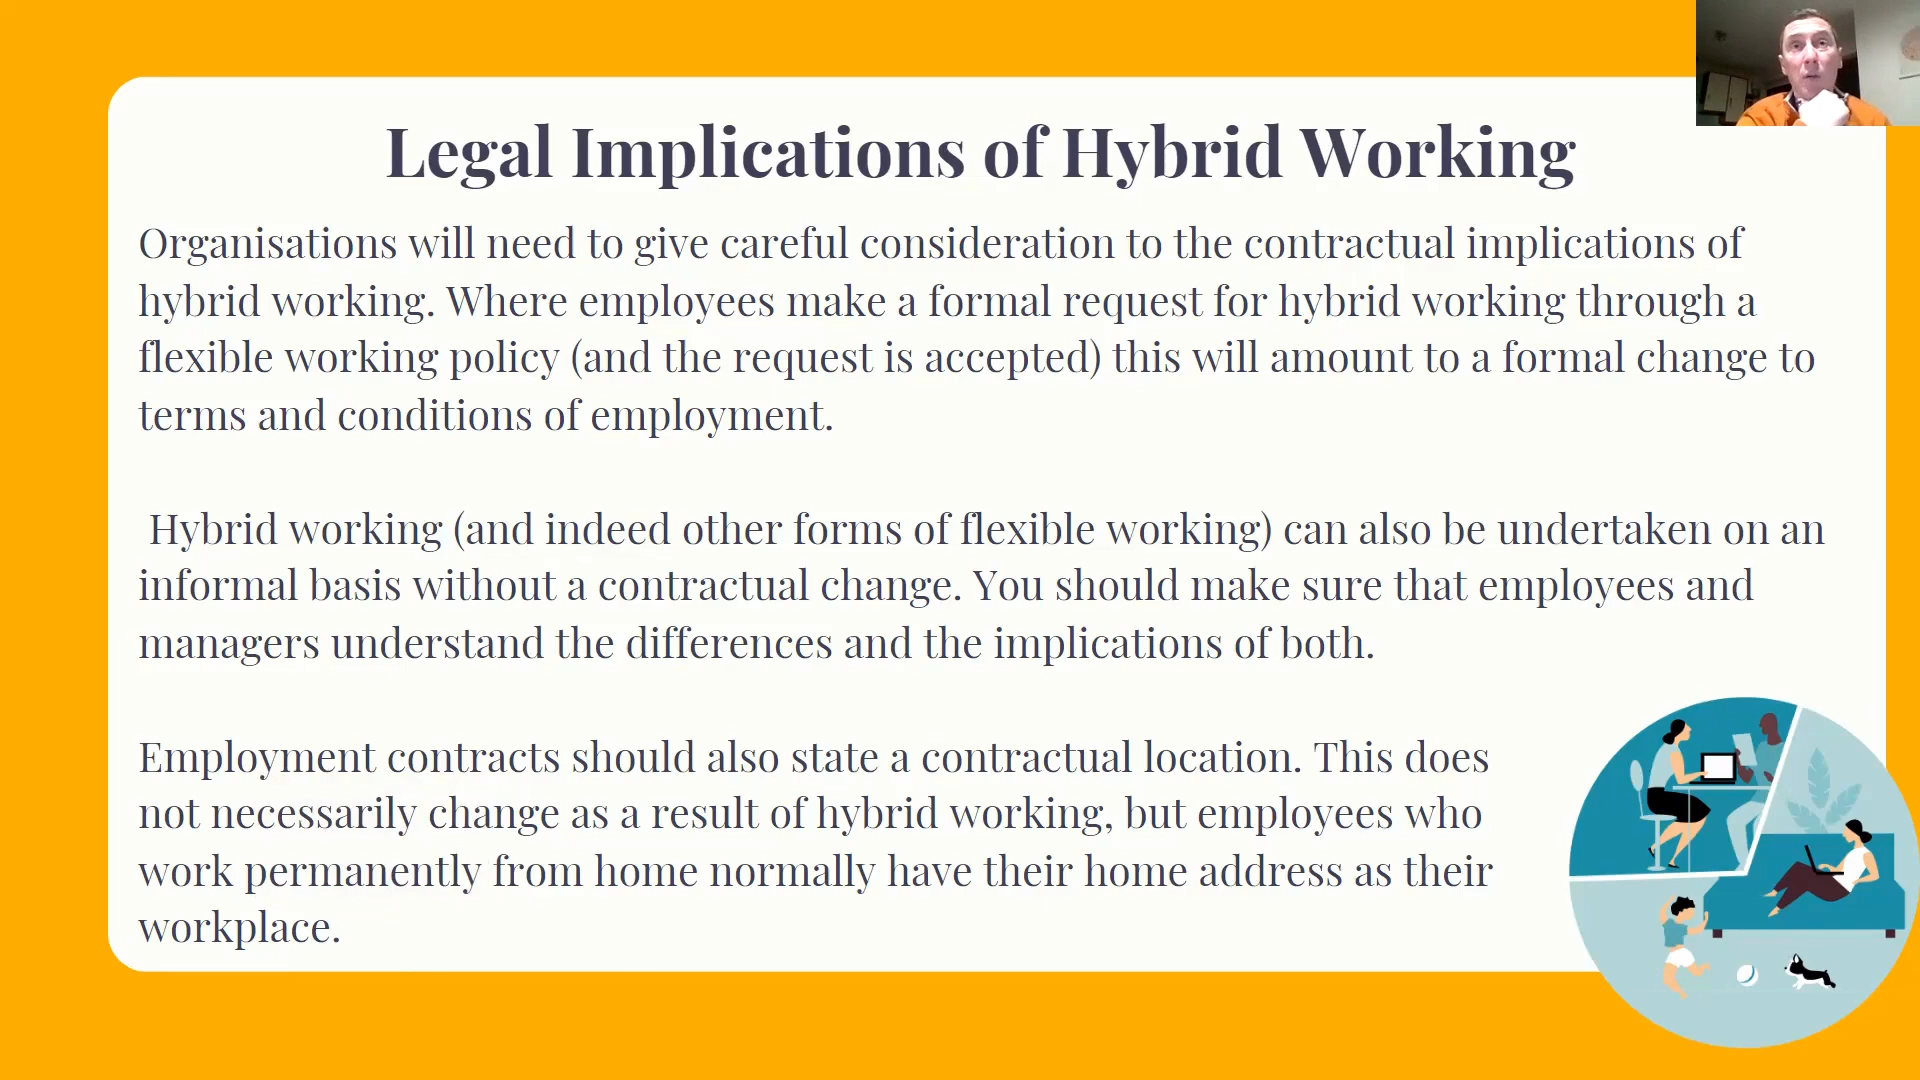 Legal Implications of Hybrid Working
Organisations will need to give careful consideration to the contractual implications of
hybrid working. Where employees make a formal request for hybrid working through a
flexible working policy (and the request is accepted) this will amount to a formal change to
terms and conditions of employment.
Hybrid working (and indeed other forms of flexible working) can also be undertaken on an
informal basis without a contractual change. You should make sure that employees and
managers understand the differences and the implications of both.
Employment contracts should also state a contractual location. This does
not necessarily change as a result of hybrid working, but employees who
work permanently from home normally have their home address as their
workplace.